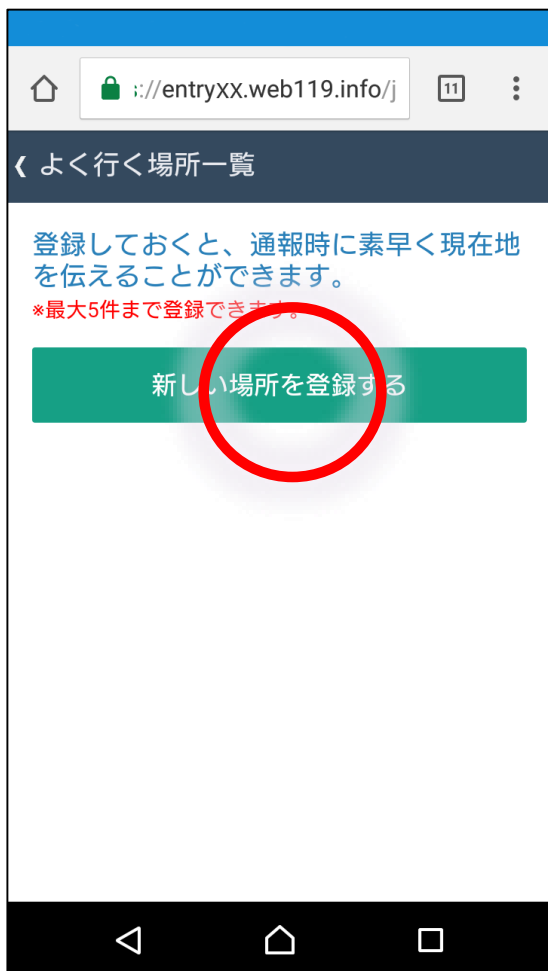 ://entryXX.web119.info/j
11
よく行く場所一覧
登録しておくと、通報時に素早く現在地
を伝えることができます。
*最大5件まで登録できます。
新しい場所を登録する